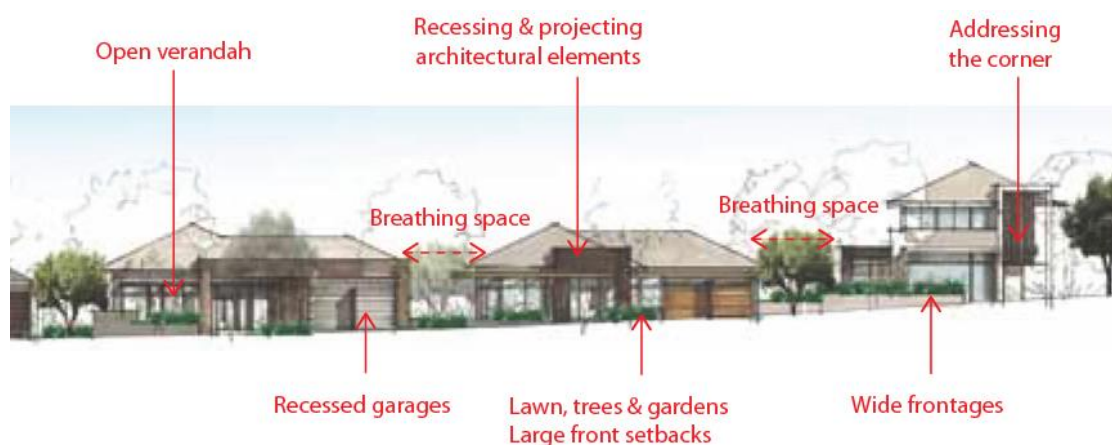 Open verandah
Recessing & projecting
architectural elements
Addressing
the corner
Breathing space
Breathing space
Recessed garages
Lawn, trees & gardens
Large front setbacks
Wide frontages